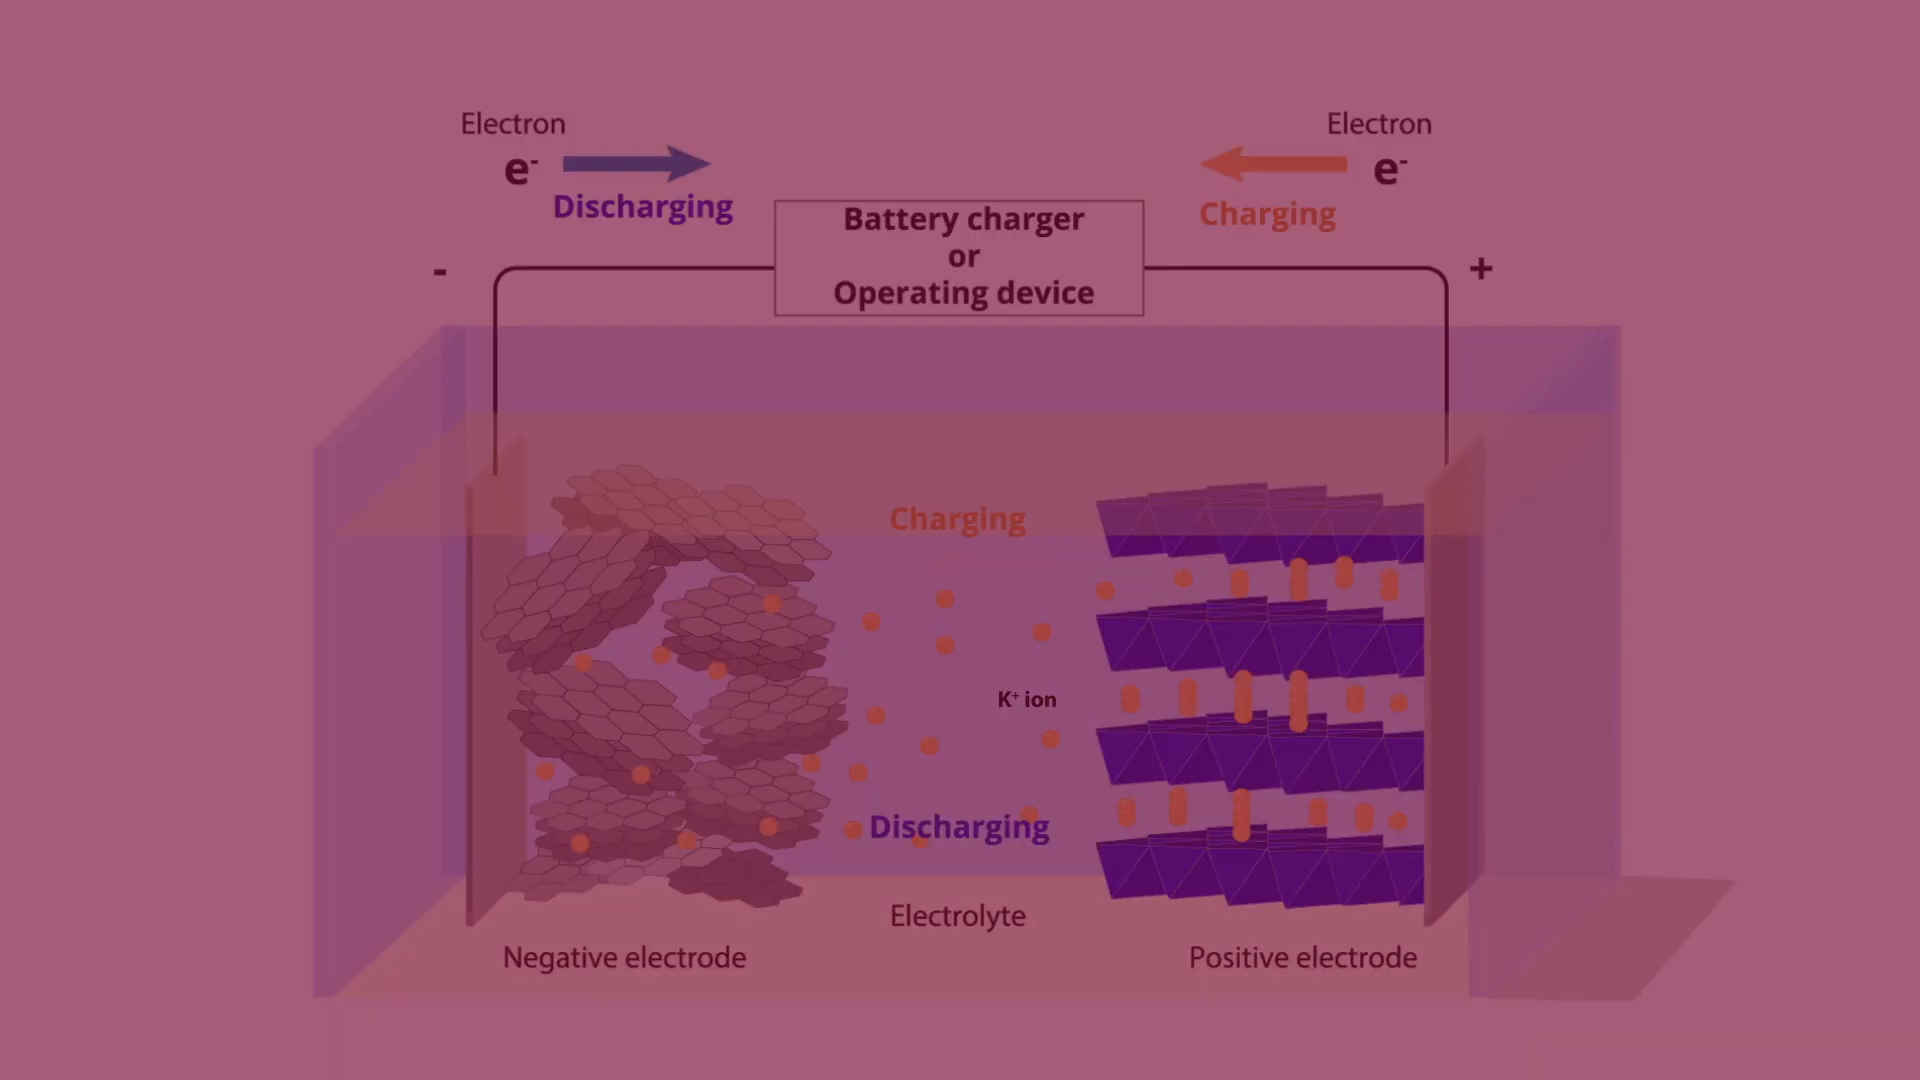 Electron
e-
Discharging
Electron
e-
Charging
Battery charger
or
Operating device
-
+
Charging
K+ ion
Discharging
Electrolyte
Negative electrode
Positive electrode